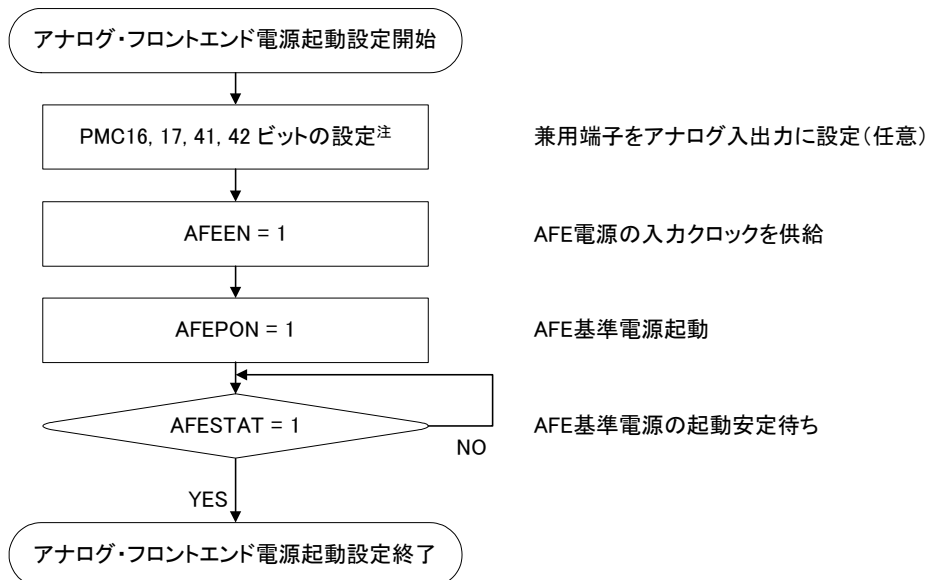 アナログ・フロントエンド電源起動設定開始
PMC16, 17, 41, 42 ビットの設定注
兼用端子をアナログ入出力に設定(任意)
AFEEN = 1
AFE電源の入力クロックを供給
AFEPON = 1
AFE基準電源起動
AFESTAT = 1
AFE基準電源の起動安定待ち
NO
YES
アナログ・フロントエンド電源起動設定終了